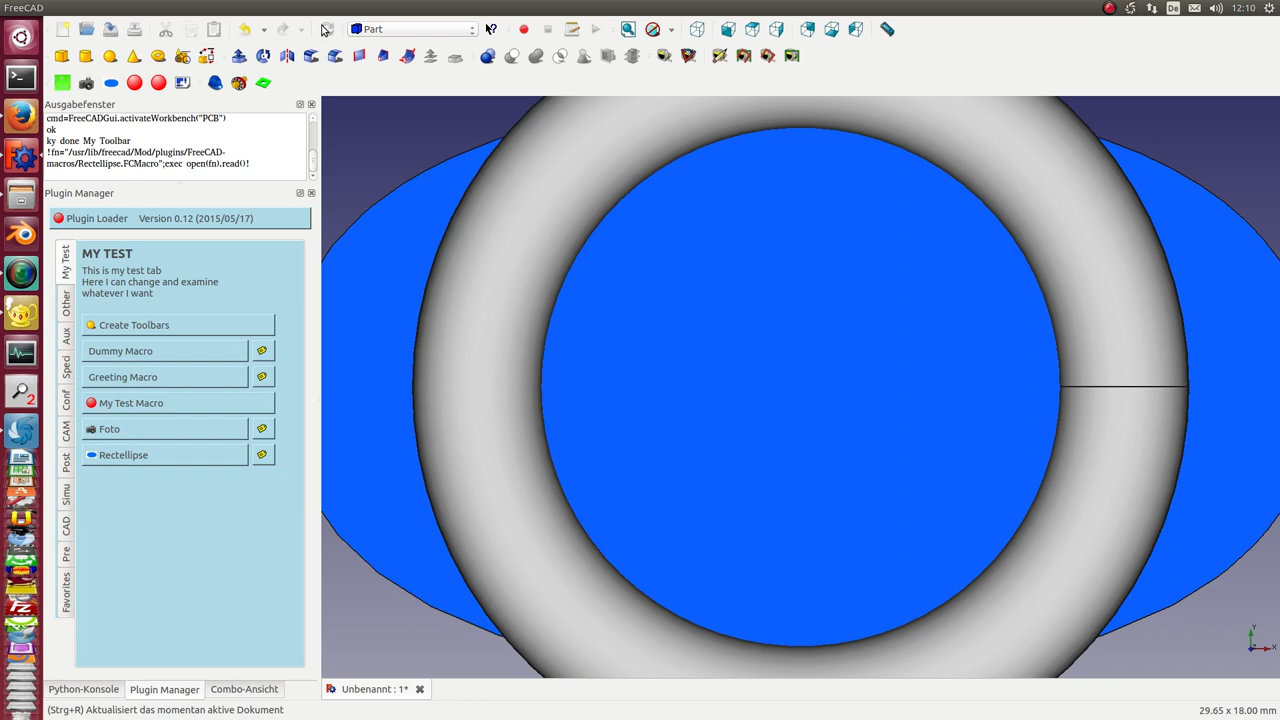 FreeCAD
De
12:10
Part
Ausgabefenster
cmd=FreeCADGui.activateWorkbench("PCB")
ok
ky done My Toolbar
!fn="/usr/lib/freecad/Mod/plugins/FreeCAD-
macros/Rectellipse.FCMacro";exec open(fn).read()!
Plugin Manager
Plugin Loader Version 0.12 (2015/05/17)
My Test
Other
Aux
Sped
Conf
CAM
Post
Simu
CAD
Pre
Favorites
MY TEST
This is my test tab
Here I can change and examine
whatever I want
Create Toolbars
Dummy Macro
Greeting Macro
My Test Macro
Foto
Rectellipse
2
Y
X
Python-Konsole
Plugin Manager
Combo-Ansicht
Unbenannt : 1*
(Strg+R) Aktualisiert das momentan aktive Dokument
29.65 x 18.00 mm